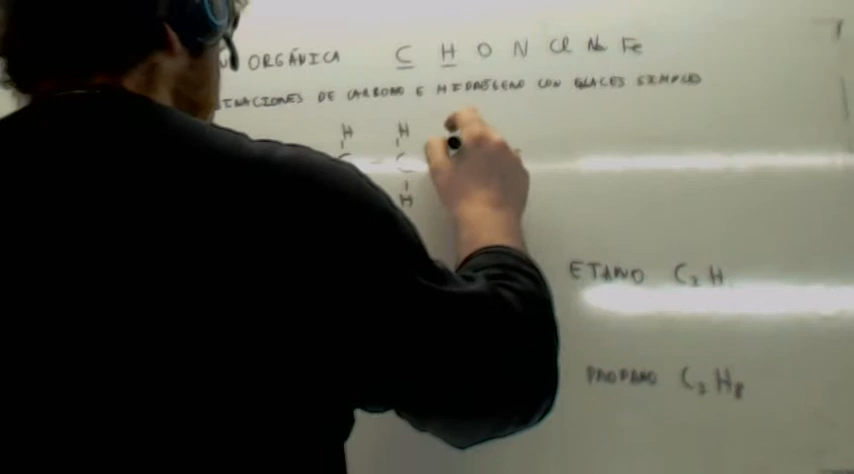 ORGÁNICA C H O N Cl Na Fe
INACIONES DE CARBONO E HIDRÓGENO CON ENLACES SIMPLES
H H
C - C
H
ETANO C₂H
PROPANO C₃H₈